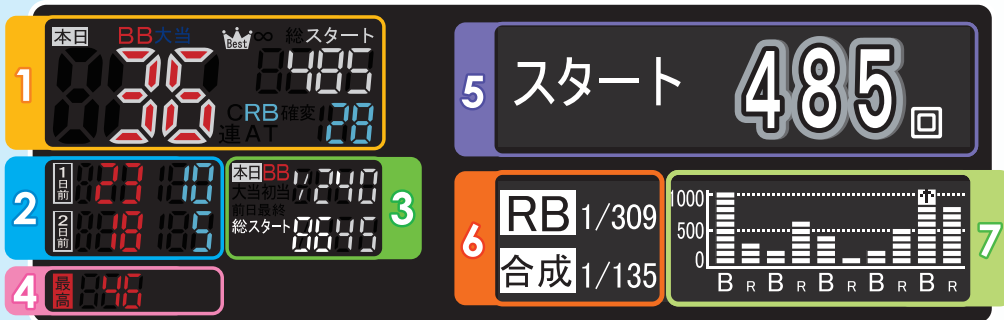 1
本日 BB大当 Best ∞ 総 スタート
36 485
CRB確変
連AT 28
2
1日前 23 10
2日前 18 5
本日BB 1/240
大当初当
前日最終
総スタート 8645
3
4
最高 46
5
スタート 485回
6
RB 1/309
合成 1/135
1000
500
0
B R B R B R B R B R
7